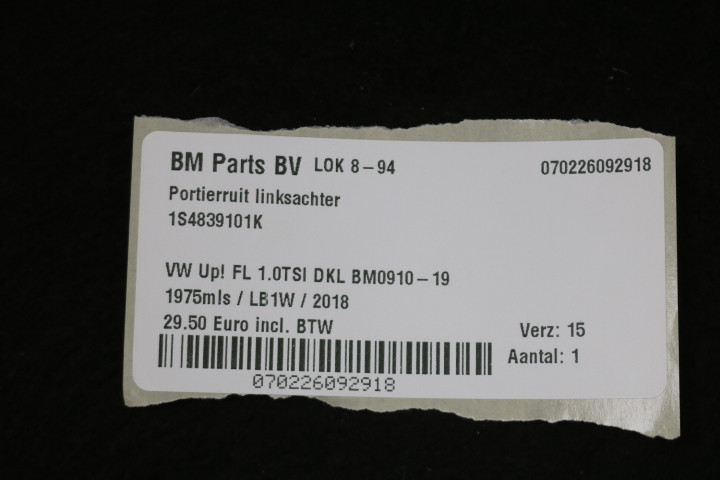 BM Parts BV LOK 8-94 070226092918
Portierruit linksachter
1S4839101K
VW Up! FL 1.0TSI DKL BM0910-19
1975mls / LB1W / 2018
29.50 Euro incl. BTW Verz: 15
Aantal: 1
070226092918